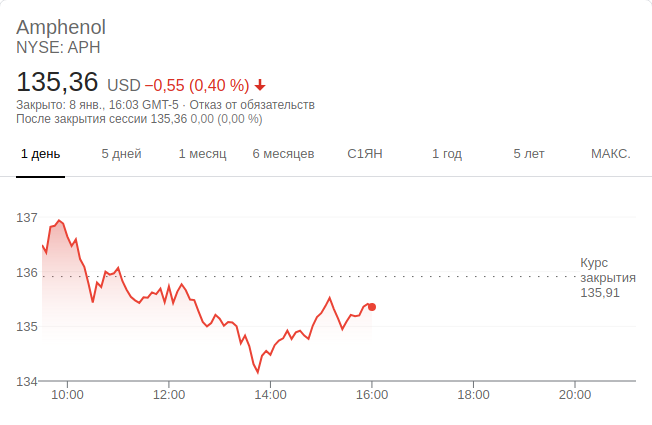 Amphenol
NYSE: APH
135,36 USD −0,55 (0,40 %)
Закрыто: 8 янв., 16:03 GMT-5 · Отказ от обязательств
После закрытия сессии 135,36 0,00 (0,00 %)
1 день 5 дней 1 месяц 6 месяцев С1ЯН 1 год 5 лет МАКС.
137
136
135
134
Курс
закрытия
135,91
10:00 12:00 14:00 16:00 18:00 20:00